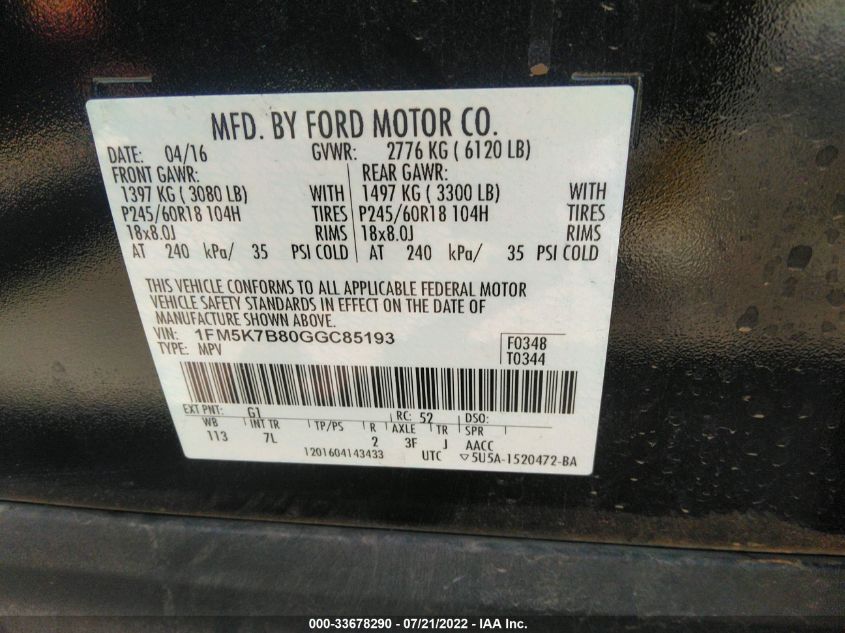 MFD. BY FORD MOTOR CO.
DATE: 04/16 GVWR: 2776 KG ( 6120 LB)
FRONT GAWR: REAR GAWR:
1397 KG ( 3080 LB) WITH 1497 KG ( 3300 LB) WITH
P245/60R18 104H TIRES P245/60R18 104H TIRES
18x8.0J RIMS 18x8.0J RIMS
AT 240 kPa/ 35 PSI COLD AT 240 kPa/ 35 PSI COLD
THIS VEHICLE CONFORMS TO ALL APPLICABLE FEDERAL MOTOR
VEHICLE SAFETY STANDARDS IN EFFECT ON THE DATE OF
MANUFACTURE SHOWN ABOVE.
VIN: 1FM5K7B80GGC85193 F0348
TYPE: MPV T0344
EXT PNT: G1 RC: 52 DSO:
WB INT TR TP/PS R AXLE TR SPR
113 7L 2 3F J AACC
1201604143433 UTC ▽5U5A-1520472-BA
000-33678290 - 07/21/2022 - IAA Inc.